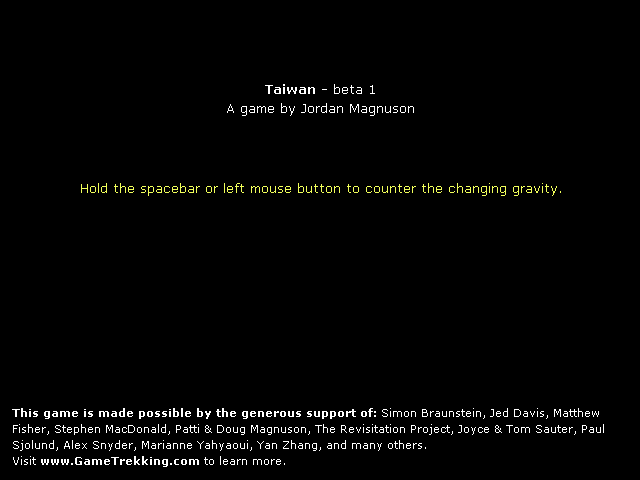 Taiwan - beta 1
A game by Jordan Magnuson
Hold the spacebar or left mouse button to counter the changing gravity.
This game is made possible by the generous support of: Simon Braunstein, Jed Davis, Matthew
Fisher, Stephen MacDonald, Patti & Doug Magnuson, The Revisitation Project, Joyce & Tom Sauter, Paul
Sjolund, Alex Snyder, Marianne Yahyaoui, Yan Zhang, and many others.
Visit www.GameTrekking.com to learn more.